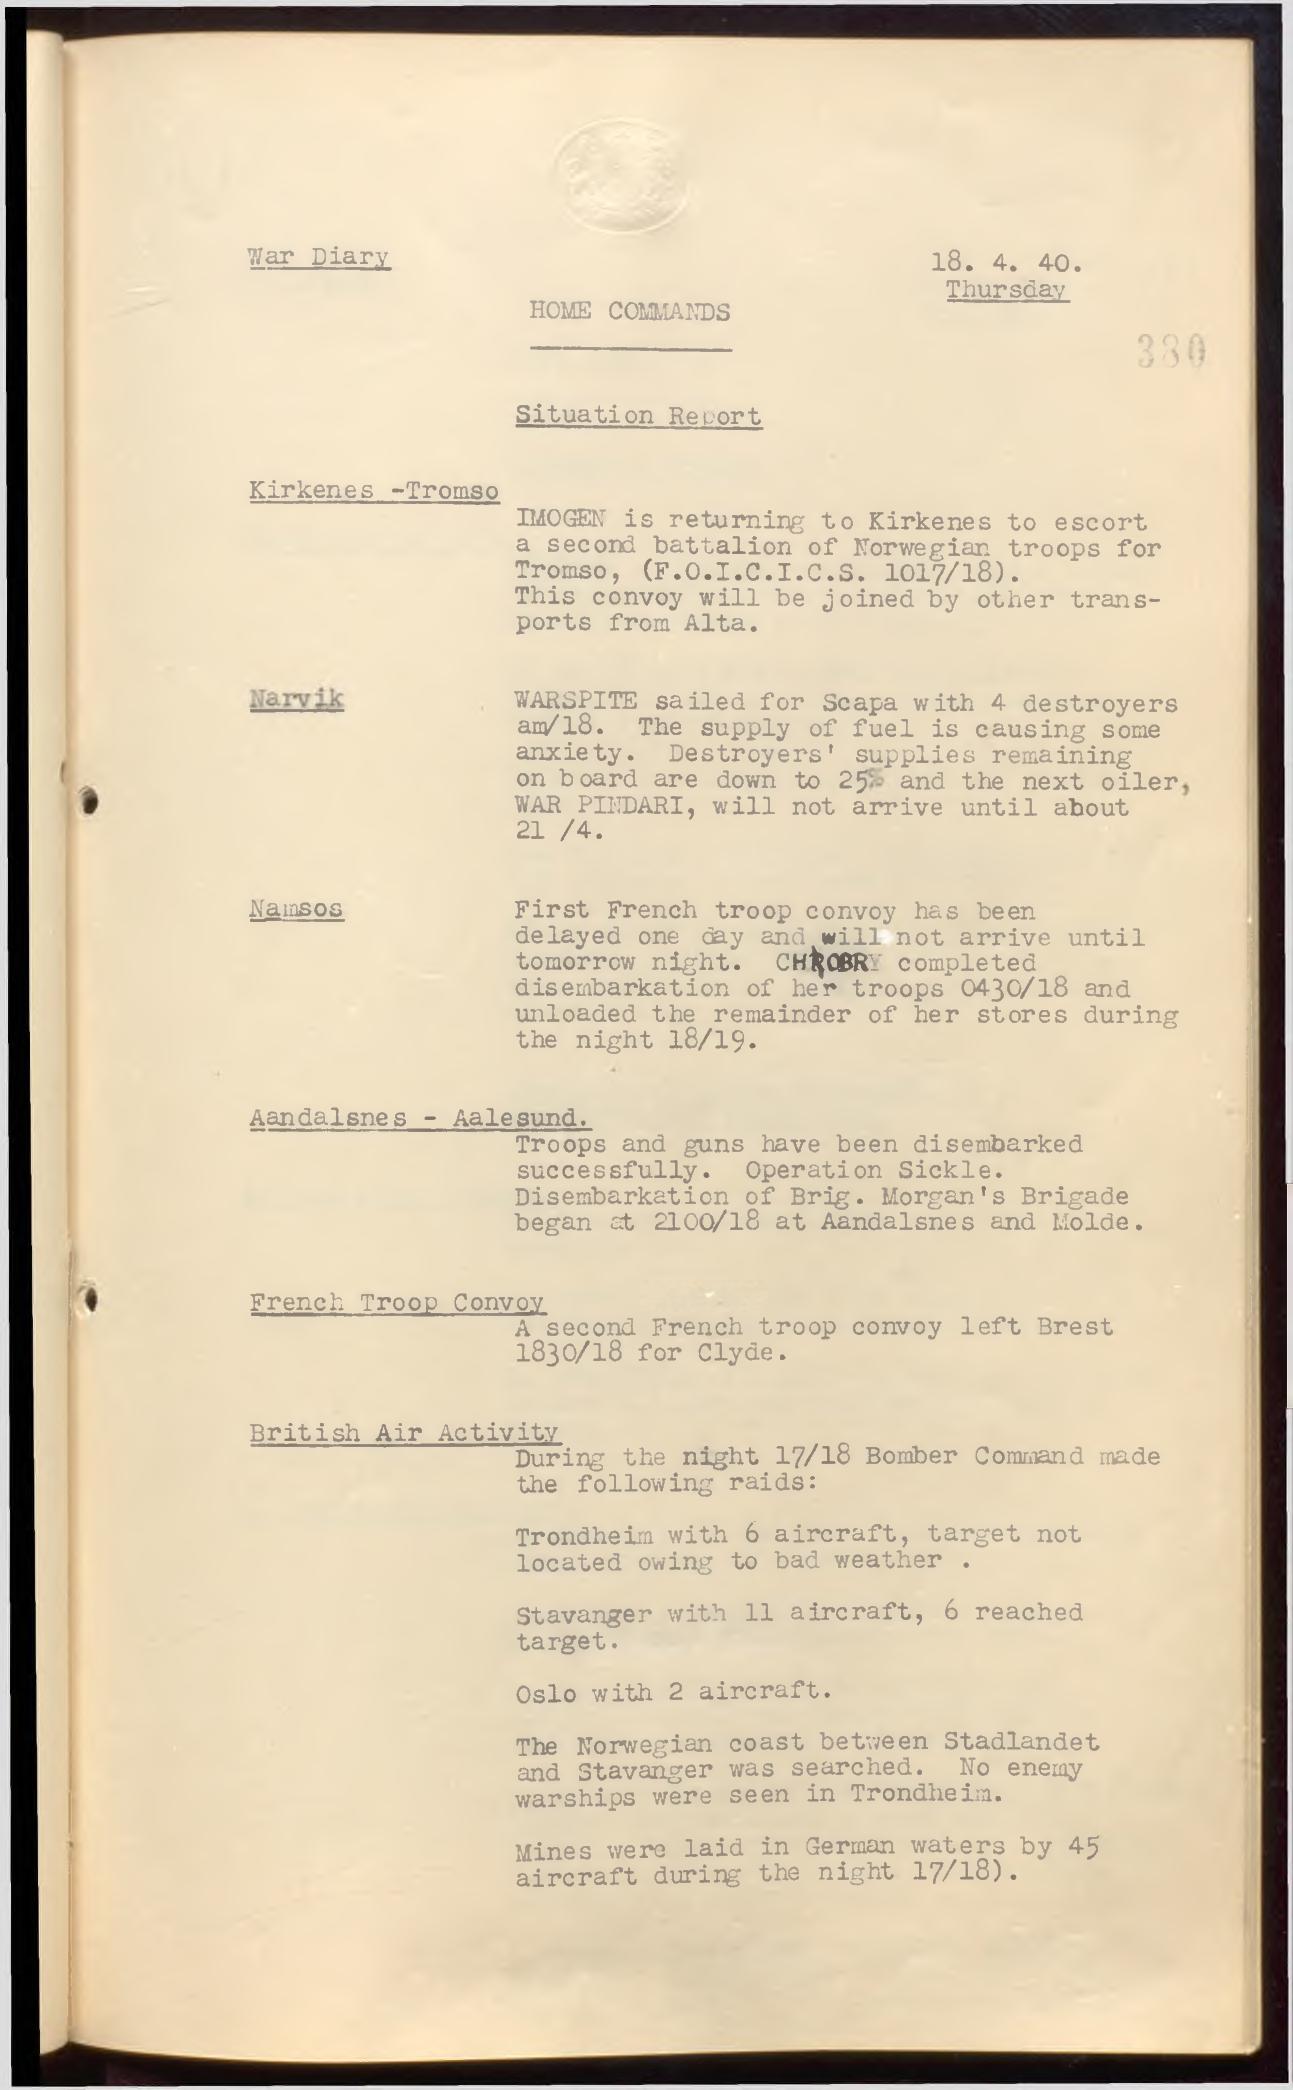 War Diary
18. 4. 40.
Thursday
HOME COMMANDS
380
Situation Report
Kirkenes -Tromso
IMOGEN is returning to Kirkenes to escort
a second battalion of Norwegian troops for
Tromso, (F.O.I.C.I.C.S. 1017/18).
This convoy will be joined by other trans-
ports from Alta.
Narvik
WARSPITE sailed for Scapa with 4 destroyers
am/18. The supply of fuel is causing some
anxiety. Destroyers' supplies remaining
on board are down to 25% and the next oiler,
WAR PINDARI, will not arrive until about
21 /4.
Namsos
First French troop convoy has been
delayed one day and will not arrive until
tomorrow night. CHROBRY completed
disembarkation of her troops 0430/18 and
unloaded the remainder of her stores during
the night 18/19.
Aandalsnes - Aalesund.
Troops and guns have been disembarked
successfully. Operation Sickle.
Disembarkation of Brig. Morgan's Brigade
began at 2100/18 at Aandalsnes and Molde.
French Troop Convoy
A second French troop convoy left Brest
1830/18 for Clyde.
British Air Activity
During the night 17/18 Bomber Command made
the following raids:
Trondheim with 6 aircraft, target not
located owing to bad weather .
Stavanger with 11 aircraft, 6 reached
target.
Oslo with 2 aircraft.
The Norwegian coast between Stadlandet
and Stavanger was searched. No enemy
warships were seen in Trondheim.
Mines were laid in German waters by 45
aircraft during the night 17/18).